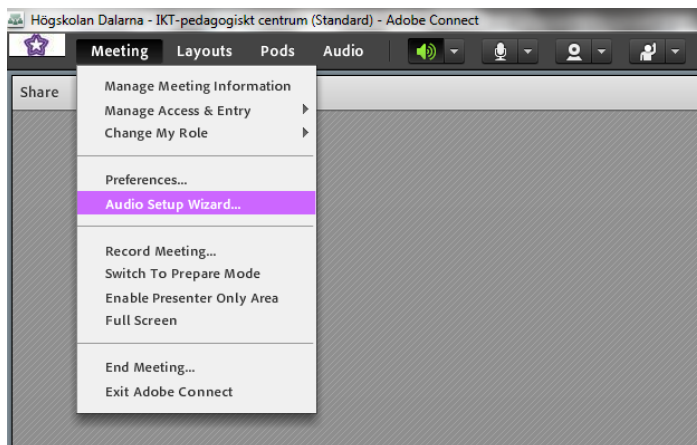 Högskolan Dalarna - IKT-pedagogiskt centrum (Standard) - Adobe Connect
Meeting Layouts Pods Audio
Share
Manage Meeting Information
Manage Access & Entry
Change My Role
Preferences...
Audio Setup Wizard...
Record Meeting...
Switch To Prepare Mode
Enable Presenter Only Area
Full Screen
End Meeting...
Exit Adobe Connect